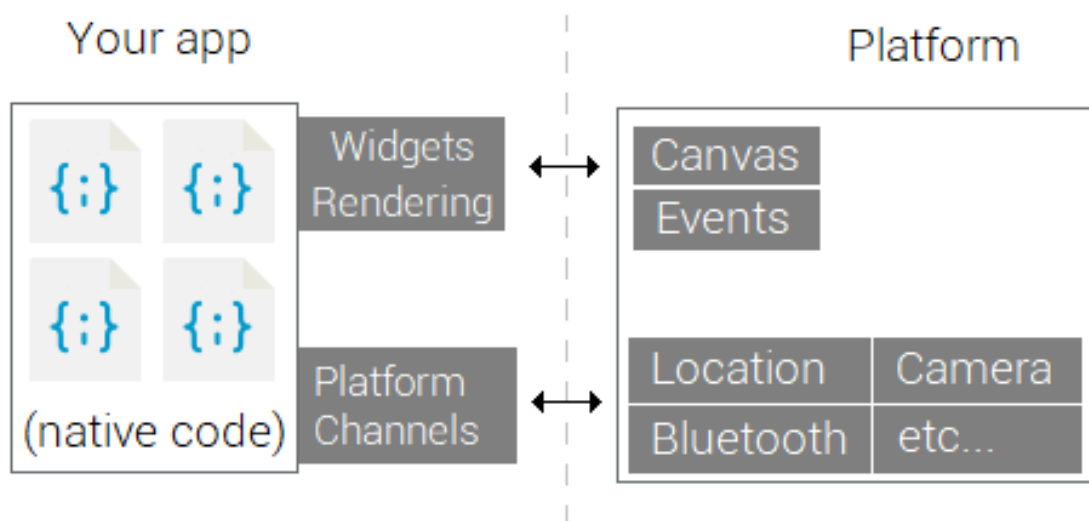 Your app
Platform
{;} {;}
{;} {;}
(native code)
Widgets
Rendering
Platform
Channels
Canvas
Events
Location
Camera
Bluetooth
etc...